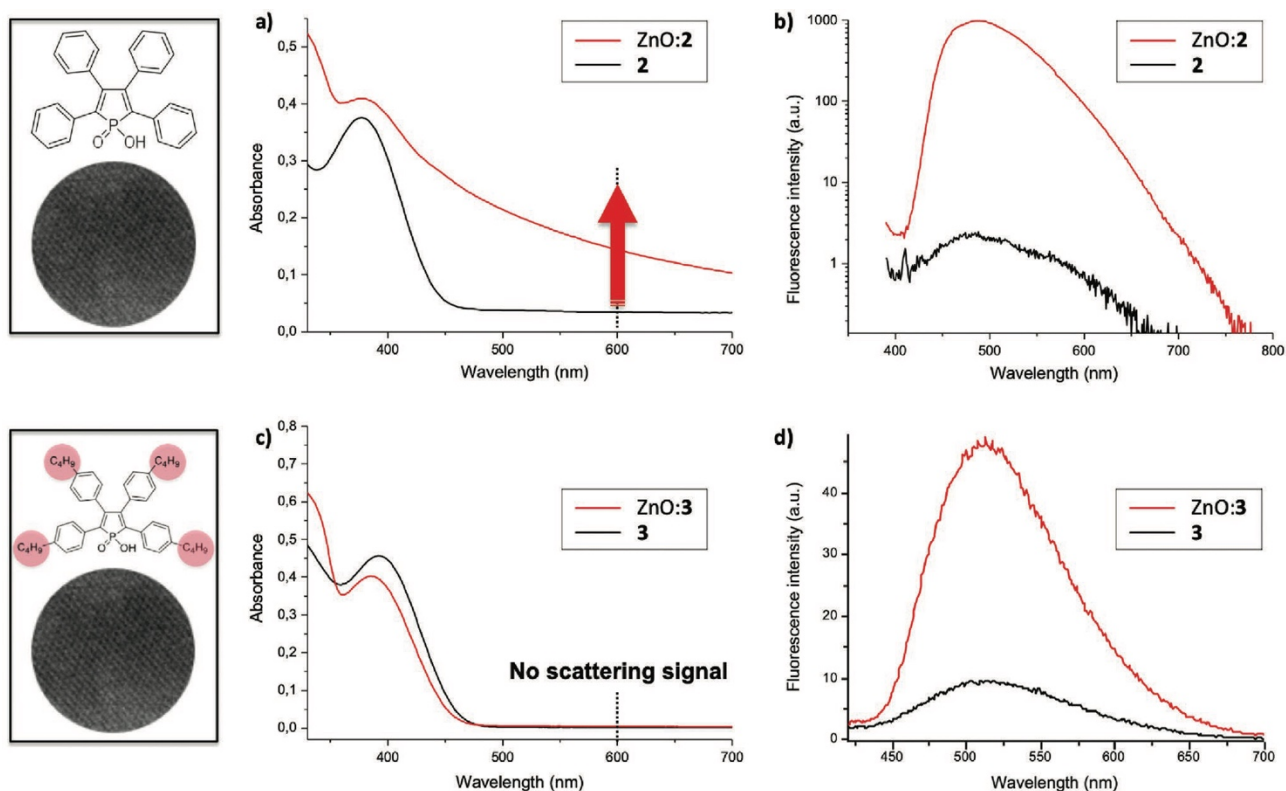 P
O OH
a)
ZnO:2
2
0,5
0,4
0,3
0,2
0,1
0,0
Absorbance
400 500 600 700
Wavelength (nm)
b)
ZnO:2
2
1000
100
10
1
Fluorescence intensity (a.u.)
400 500 600 700 800
Wavelength (nm)
C4H9 C4H9
C4H9 C4H9
P
O OH
c)
ZnO:3
3
0,8
0,7
0,6
0,5
0,4
0,3
0,2
0,1
0,0
Absorbance
No scattering signal
400 500 600 700
Wavelength (nm)
d)
ZnO:3
3
40
30
20
10
0
Fluorescence intensity (a.u.)
450 500 550 600 650 700
Wavelength (nm)